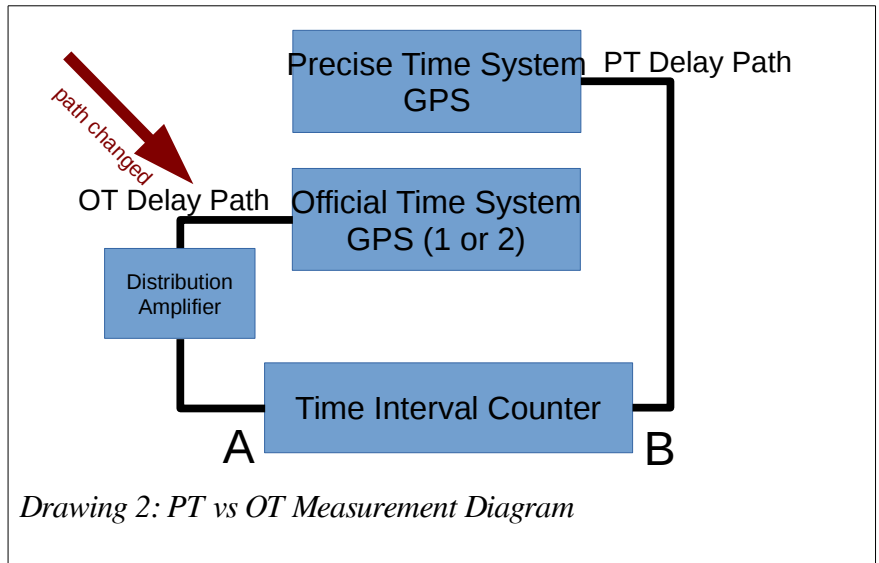 Precise Time System
GPS
PT Delay Path
path changed
OT Delay Path
Official Time System
GPS (1 or 2)
Distribution
Amplifier
Time Interval Counter
A
B
Drawing 2: PT vs OT Measurement Diagram